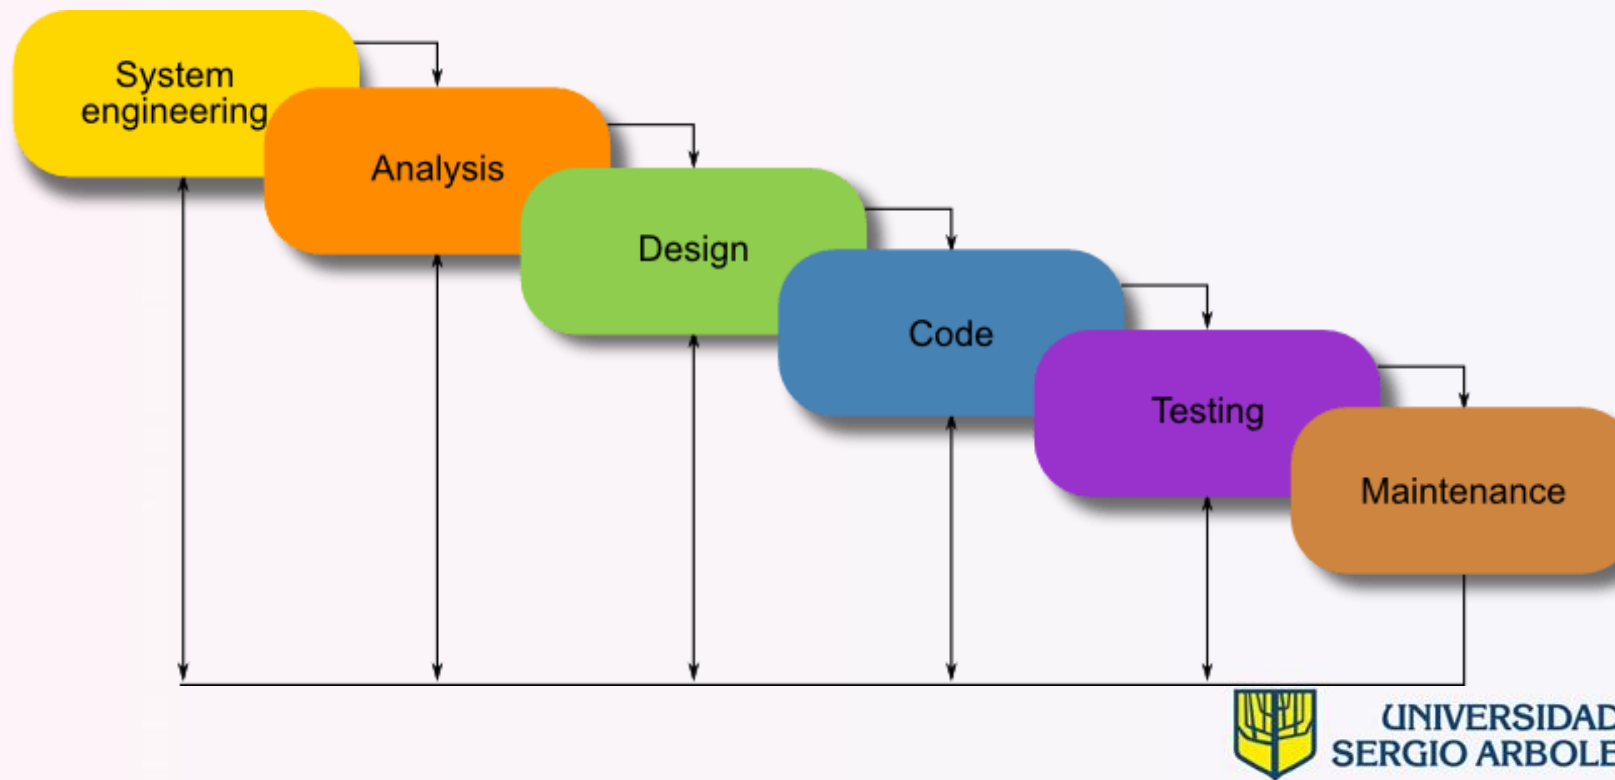 System
engineering
Analysis
Design
Code
Testing
Maintenance
UNIVERSIDAD
SERGIO ARBOLE